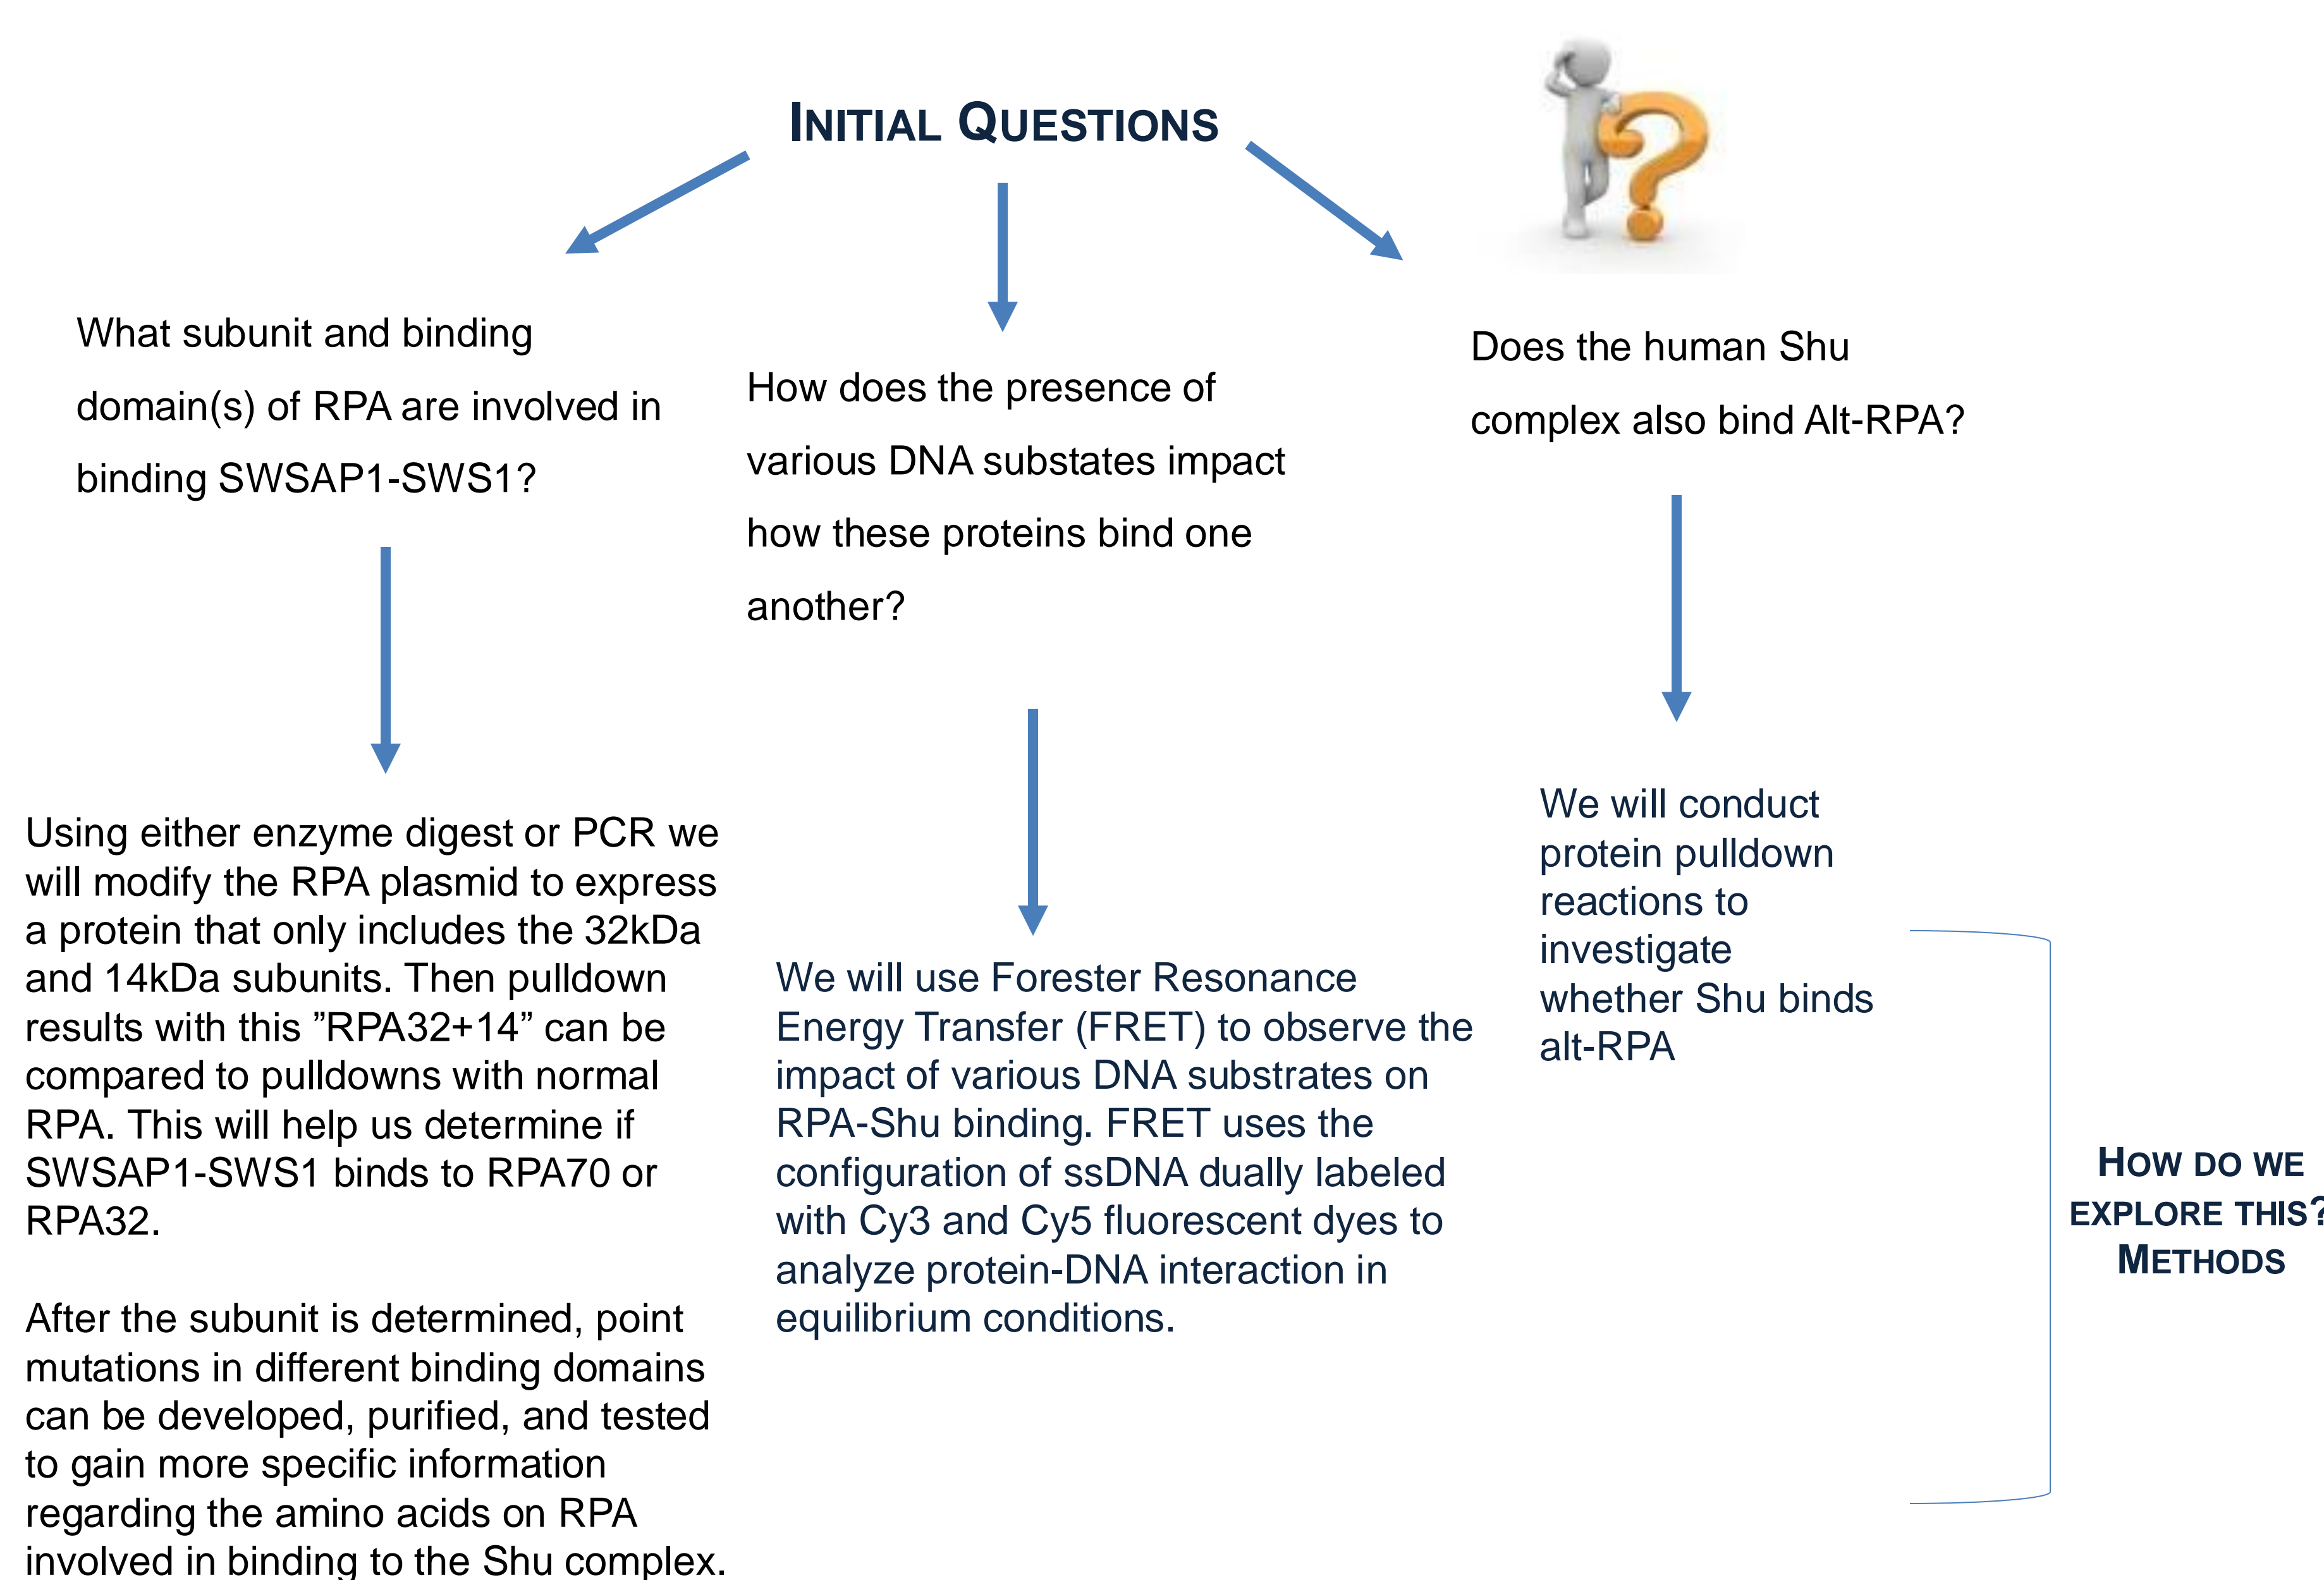 INITIAL QUESTIONS
What subunit and binding
domain(s) of RPA are involved in
binding SWSAP1-SWS1?
How does the presence of
various DNA substates impact
how these proteins bind one
another?
Does the human Shu
complex also bind Alt-RPA?
Using either enzyme digest or PCR we
will modify the RPA plasmid to express
a protein that only includes the 32kDa
and 14kDa subunits. Then pulldown
results with this ”RPA32+14” can be
compared to pulldowns with normal
RPA. This will help us determine if
SWSAP1-SWS1 binds to RPA70 or
RPA32.
After the subunit is determined, point
mutations in different binding domains
can be developed, purified, and tested
to gain more specific information
regarding the amino acids on RPA
involved in binding to the Shu complex.
We will use Forester Resonance
Energy Transfer (FRET) to observe the
impact of various DNA substrates on
RPA-Shu binding. FRET uses the
configuration of ssDNA dually labeled
with Cy3 and Cy5 fluorescent dyes to
analyze protein-DNA interaction in
equilibrium conditions.
We will conduct
protein pulldown
reactions to
investigate
whether Shu binds
alt-RPA
HOW DO WE
EXPLORE THIS?
METHODS